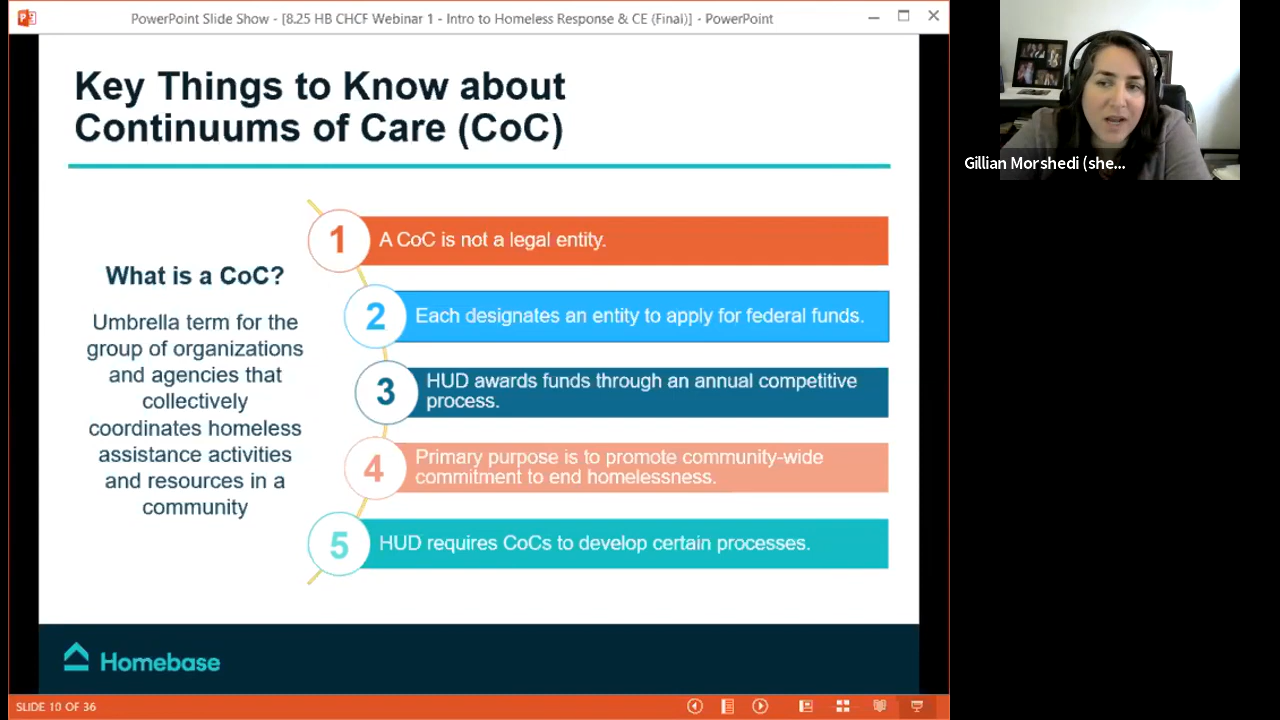 PowerPoint Slide Show - [8.25 HB CHCF Webinar 1 - Intro to Homeless Response & CE (Final)] - PowerPoint
Key Things to Know about
Continuums of Care (CoC)
What is a CoC?
Umbrella term for the
group of organizations
and agencies that
collectively
coordinates homeless
assistance activities
and resources in a
community
1
A CoC is not a legal entity.
2
Each designates an entity to apply for federal funds.
3
HUD awards funds through an annual competitive
process.
4
Primary purpose is to promote community-wide
commitment to end homelessness.
5
HUD requires CoCs to develop certain processes.
Homebase
SLIDE 10 OF 36
Gillian Morshedi (she...